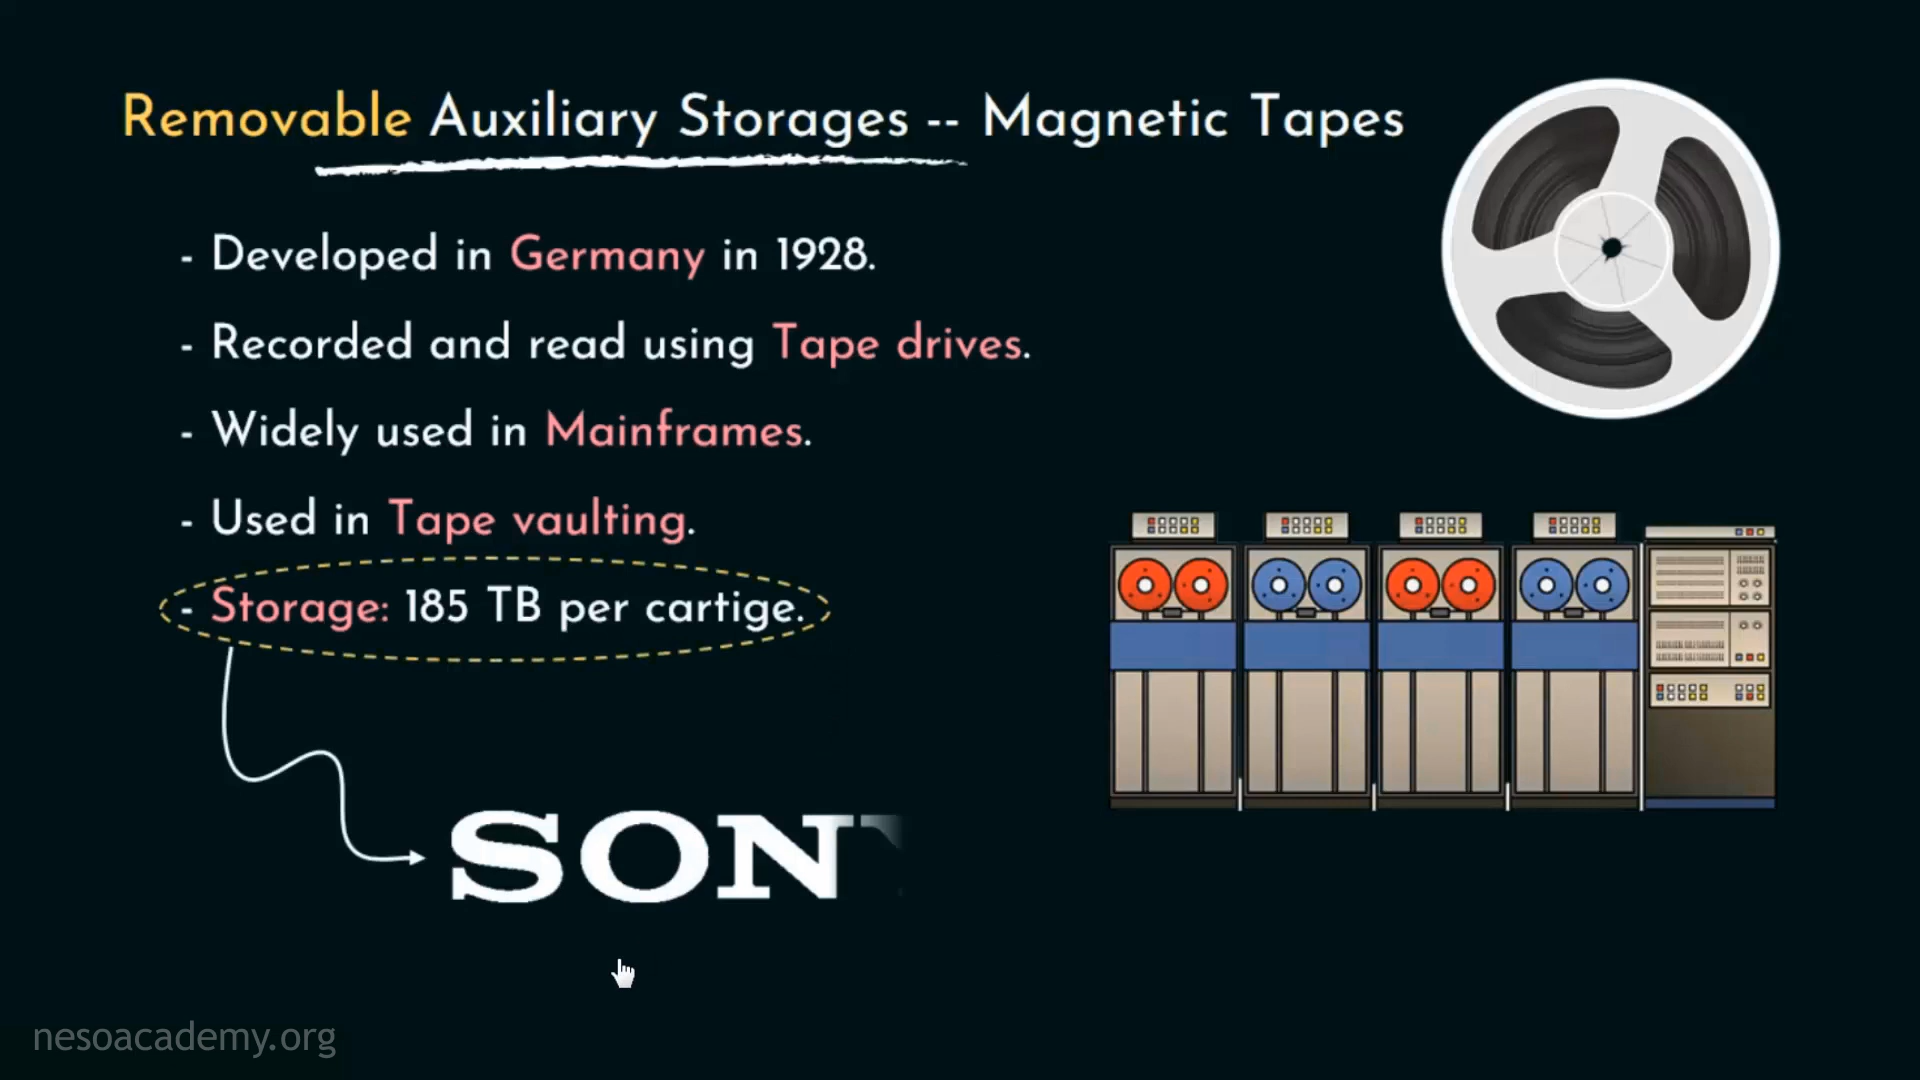 Removable Auxiliary Storages -- Magnetic Tapes
- Developed in Germany in 1928.
- Recorded and read using Tape drives.
- Widely used in Mainframes.
- Used in Tape vaulting.
- Storage: 185 TB per cartige.
SON
nesoacademy.org